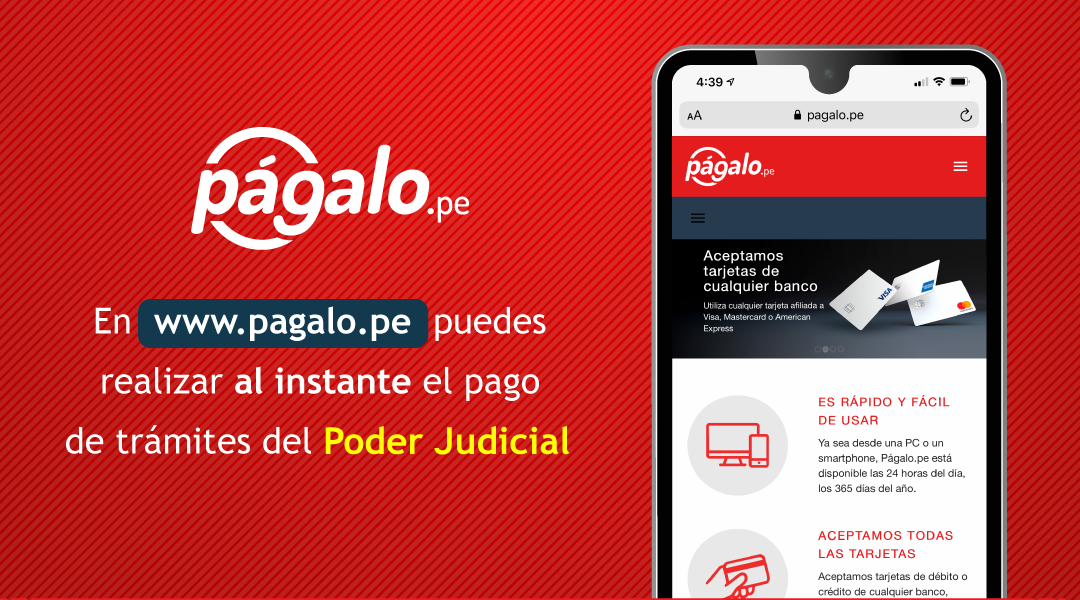 págalo.pe
En www.pagalo.pe puedes
realizar al instante el pago
de trámites del Poder Judicial
4:39
AA pagalo.pe
págalo.pe
Aceptamos
tarjetas de
cualquier banco
Utiliza cualquier tarjeta afiliada a
Visa, Mastercard o American
Express
VISA
ES RÁPIDO Y FÁCIL
DE USAR
Ya sea desde una PC o un
smartphone, Págalo.pe está
disponible las 24 horas del día,
los 365 días del año.
ACEPTAMOS TODAS
LAS TARJETAS
Aceptamos tarjetas de débito o
crédito de cualquier banco,